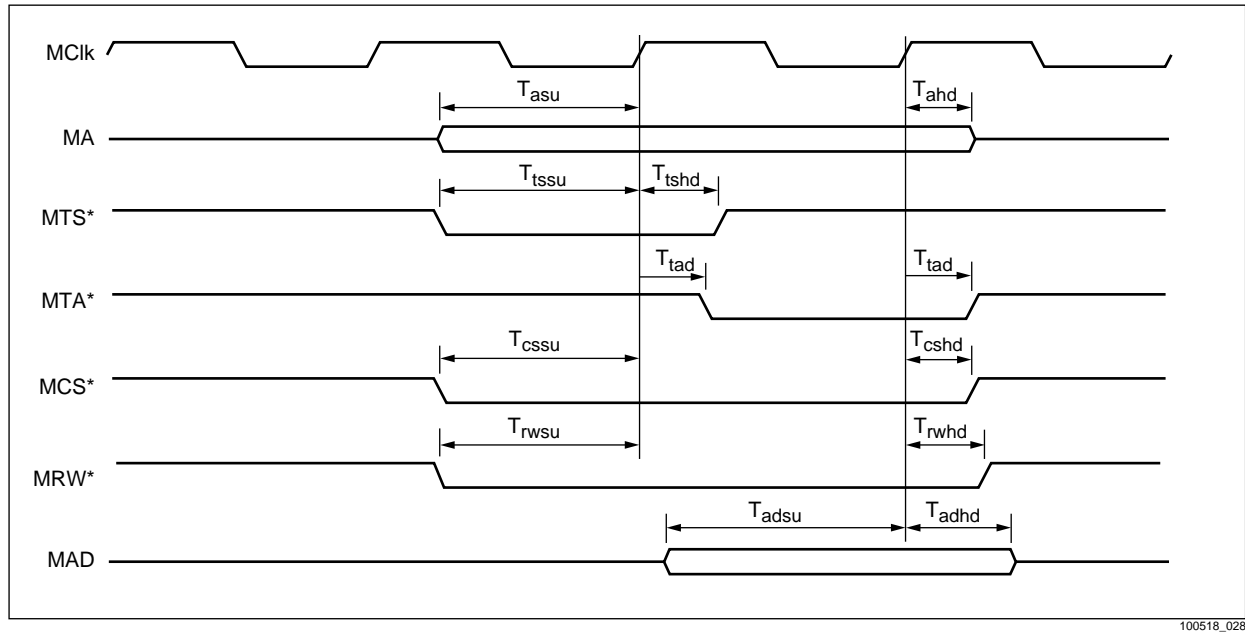 MClk
Tasu
Tahd
MA
Ttssu
Ttshd
MTS*
Ttad
Ttad
MTA*
Tcssu
Tcshd
MCS*
Trwsu
Trwhd
MRW*
Tadsu
Tadhd
MAD
100518_028